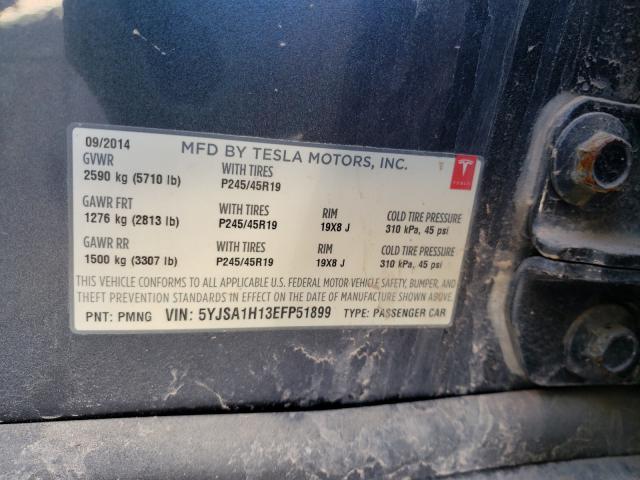 09/2014 MFD BY TESLA MOTORS, INC.
GVWR WITH TIRES
2590 kg (5710 lb) P245/45R19
GAWR FRT WITH TIRES RIM COLD TIRE PRESSURE
1276 kg (2813 lb) P245/45R19 19X8 J 310 kPa, 45 psi
GAWR RR WITH TIRES RIM COLD TIRE PRESSURE
1500 kg (3307 lb) P245/45R19 19X8 J 310 kPa, 45 psi
THIS VEHICLE CONFORMS TO ALL APPLICABLE U.S. FEDERAL MOTOR VEHICLE SAFETY, BUMPER, AND
THEFT PREVENTION STANDARDS IN EFFECT ON THE DATE OF MANUFACTURE SHOWN ABOVE.
PNT: PMNG VIN: 5YJSA1H13EFP51899 TYPE: PASSENGER CAR
TESLA